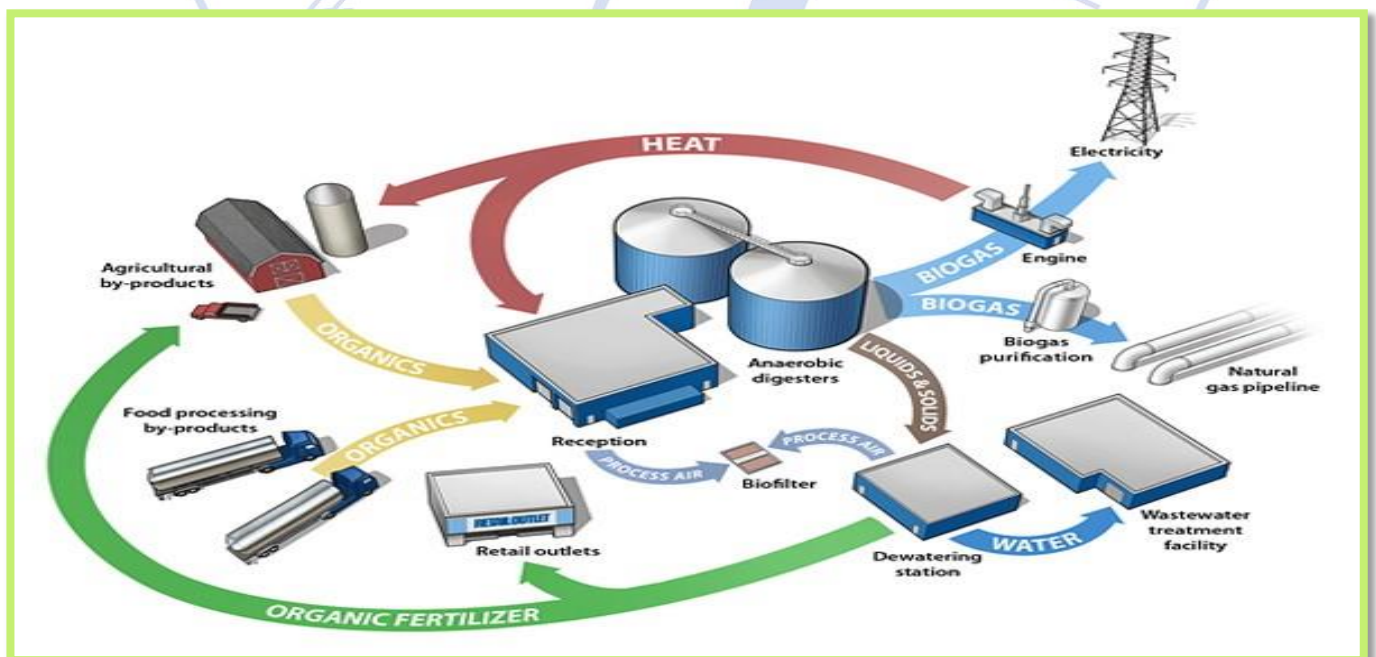 HEAT
Electricity
Engine
BIOGAS
BIOGAS
Biogas
purification
Natural
gas pipeline
Agricultural
by-products
ORGANICS
Anaerobic
digesters
LIQUIDS & SOLIDS
Food processing
by-products
ORGANICS
Reception
PROCESS AIR
PROCESS AIR
Biofilter
RETAIL OUTLET
Retail outlets
Dewatering
station
WATER
Wastewater
treatment
facility
ORGANIC FERTILIZER